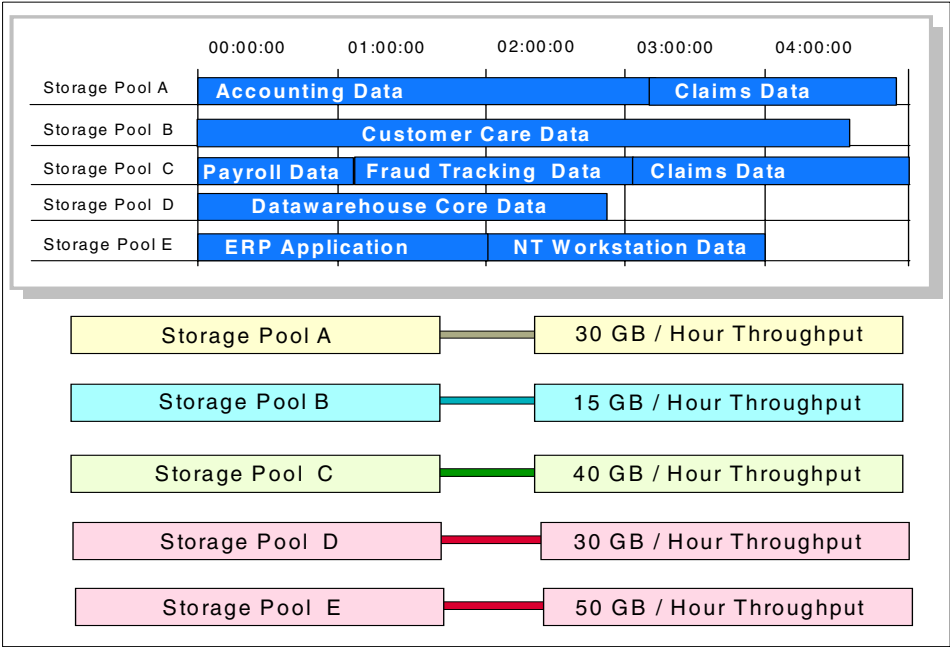 00:00:00 01:00:00 02:00:00 03:00:00 04:00:00
Storage Pool A Accounting Data Claims Data
Storage Pool B Customer Care Data
Storage Pool C Payroll Data Fraud Tracking Data Claims Data
Storage Pool D Datawarehouse Core Data
Storage Pool E ERP Application NT Workstation Data
Storage Pool A 30 GB / Hour Throughput
Storage Pool B 15 GB / Hour Throughput
Storage Pool C 40 GB / Hour Throughput
Storage Pool D 30 GB / Hour Throughput
Storage Pool E 50 GB / Hour Throughput